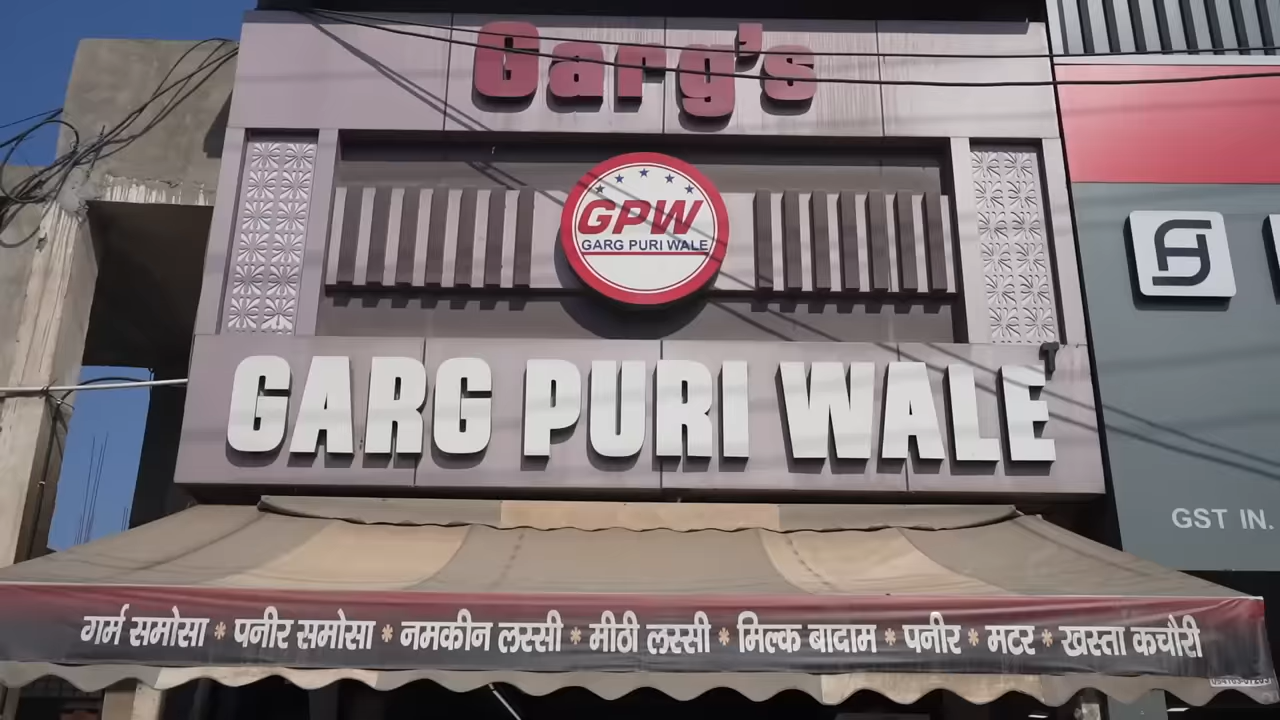 Garg's
GPW
GARG PURI WALE
GARG PURI WALE
GST IN.
गर्म समोसा * पनीर समोसा * नमकीन लस्सी * मीठी लस्सी * मिल्क बादाम * पनीर * मटर * खस्ता कचौरी